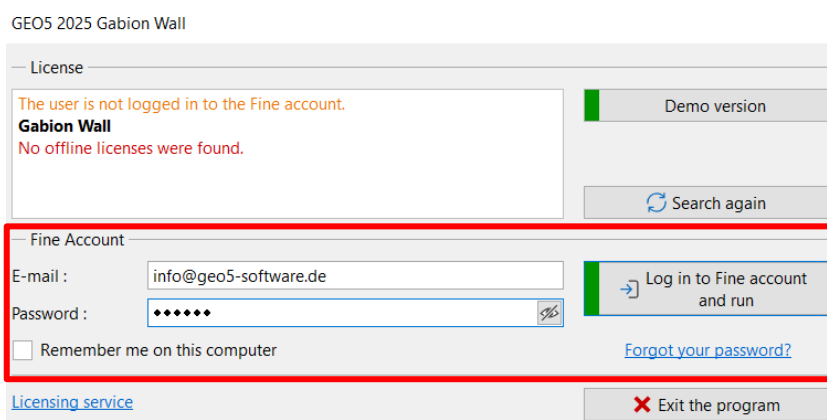 GEO5 2025 Gabion Wall
License
The user is not logged in to the Fine account.
Gabion Wall
No offline licenses were found.
Demo version
Search again
Fine Account
E-mail :
info@geo5-software.de
Log in to Fine account
and run
Password :
••••••
Remember me on this computer
Forgot your password?
Licensing service
Exit the program